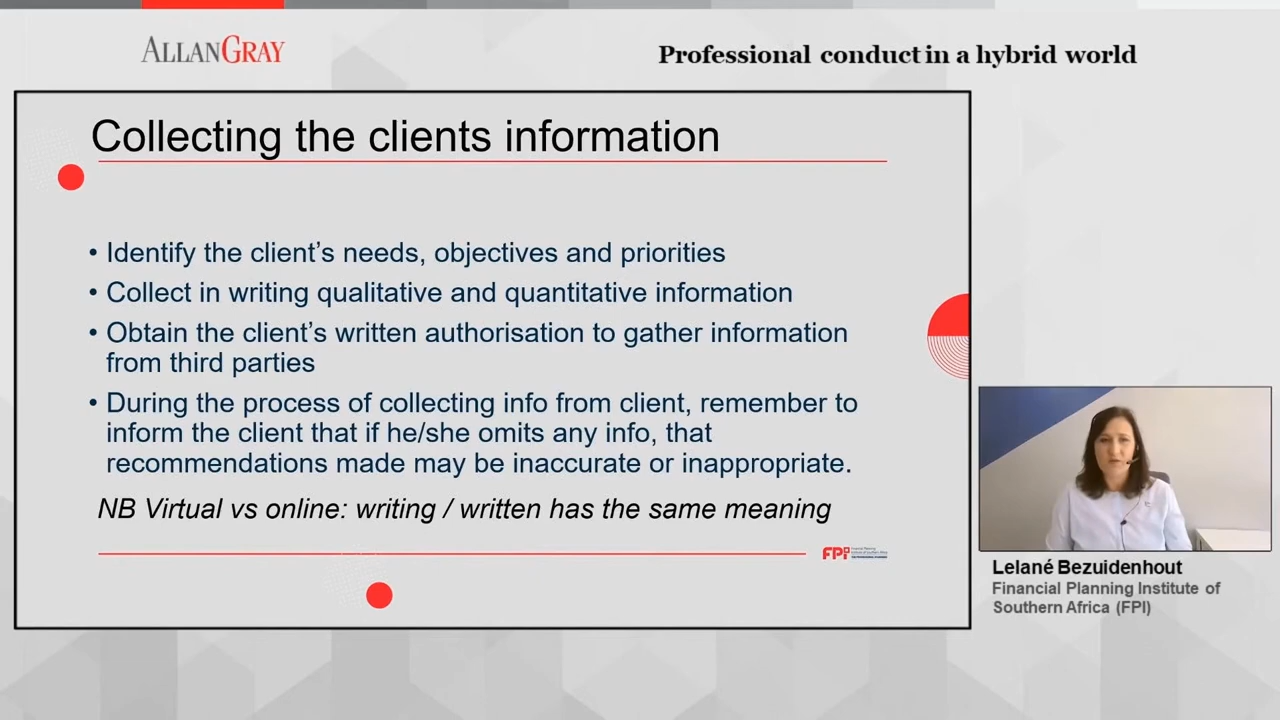 ALLANGRAY
Professional conduct in a hybrid world
Collecting the clients information
• Identify the client’s needs, objectives and priorities
• Collect in writing qualitative and quantitative information
• Obtain the client’s written authorisation to gather information
from third parties
• During the process of collecting info from client, remember to
inform the client that if he/she omits any info, that
recommendations made may be inaccurate or inappropriate.
NB Virtual vs online: writing / written has the same meaning
FPI
Lelané Bezuidenhout
Financial Planning Institute of
Southern Africa (FPI)